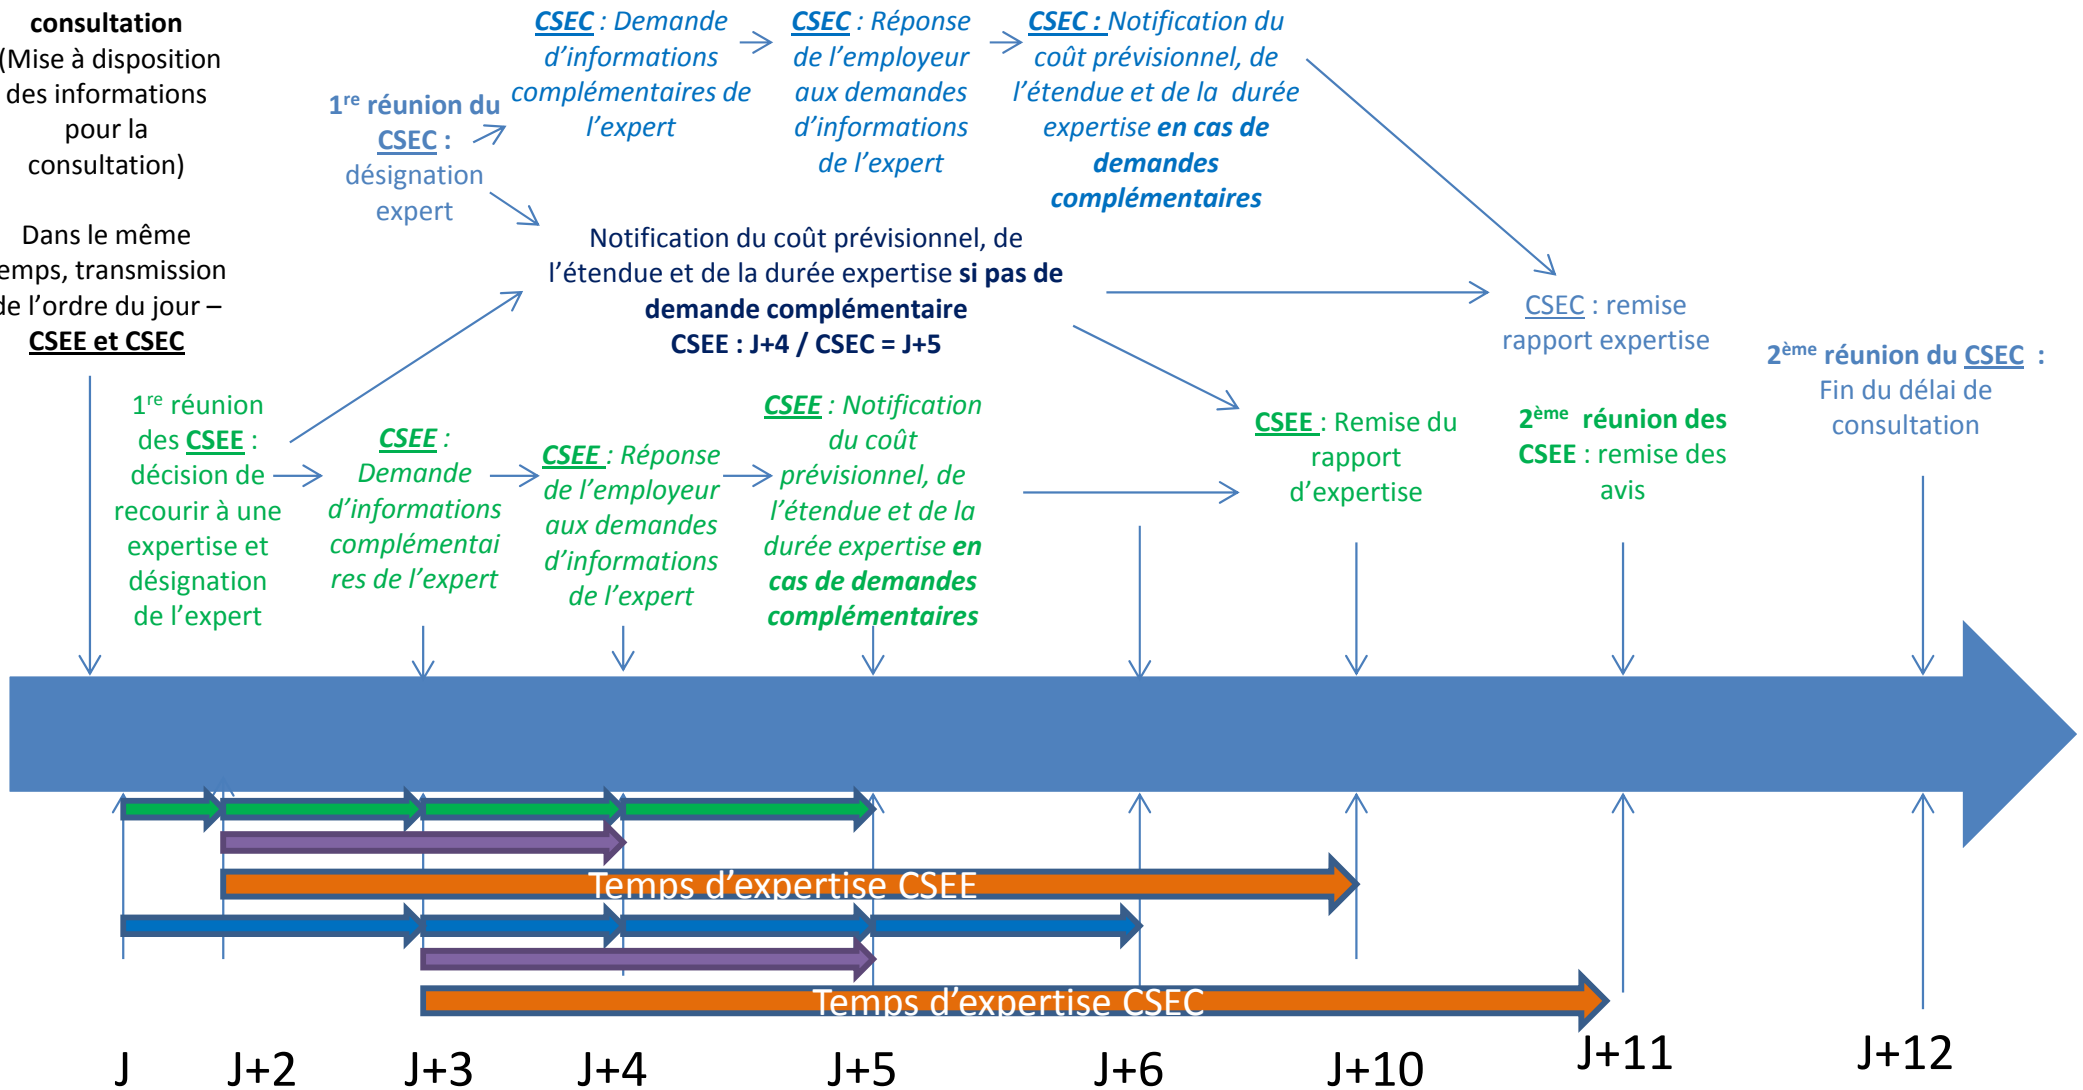 consultation
(Mise à disposition
des informations
pour la
consultation)
Dans le même
temps, transmission
de l'ordre du jour –
CSEE et CSEC
1re réunion du
CSEC :
désignation
expert
CSEC : Demande
d'informations
complémentaires de
l'expert
CSEC : Réponse
de l'employeur
aux demandes
d'informations
de l'expert
CSEC : Notification du
coût prévisionnel, de
l'étendue et de la durée
expertise en cas de
demandes
complémentaires
Notification du coût prévisionnel, de
l'étendue et de la durée expertise si pas de
demande complémentaire
CSEE : J+4 / CSEC = J+5
CSEC : remise
rapport expertise
2ème réunion du CSEC :
Fin du délai de
consultation
1re réunion
des CSEE :
décision de
recourir à une
expertise et
désignation
de l'expert
CSEE :
Demande
d'informations
complémentai
res de l'expert
CSEE : Réponse
de l'employeur
aux demandes
d'informations
de l'expert
CSEE : Notification
du coût
prévisionnel, de
l'étendue et de la
durée expertise en
cas de demandes
complémentaires
CSEE : Remise du
rapport
d'expertise
2ème réunion des
CSEE : remise des
avis
Temps d'expertise CSEE
Temps d'expertise CSEC
J J+2 J+3 J+4 J+5 J+6 J+10 J+11 J+12